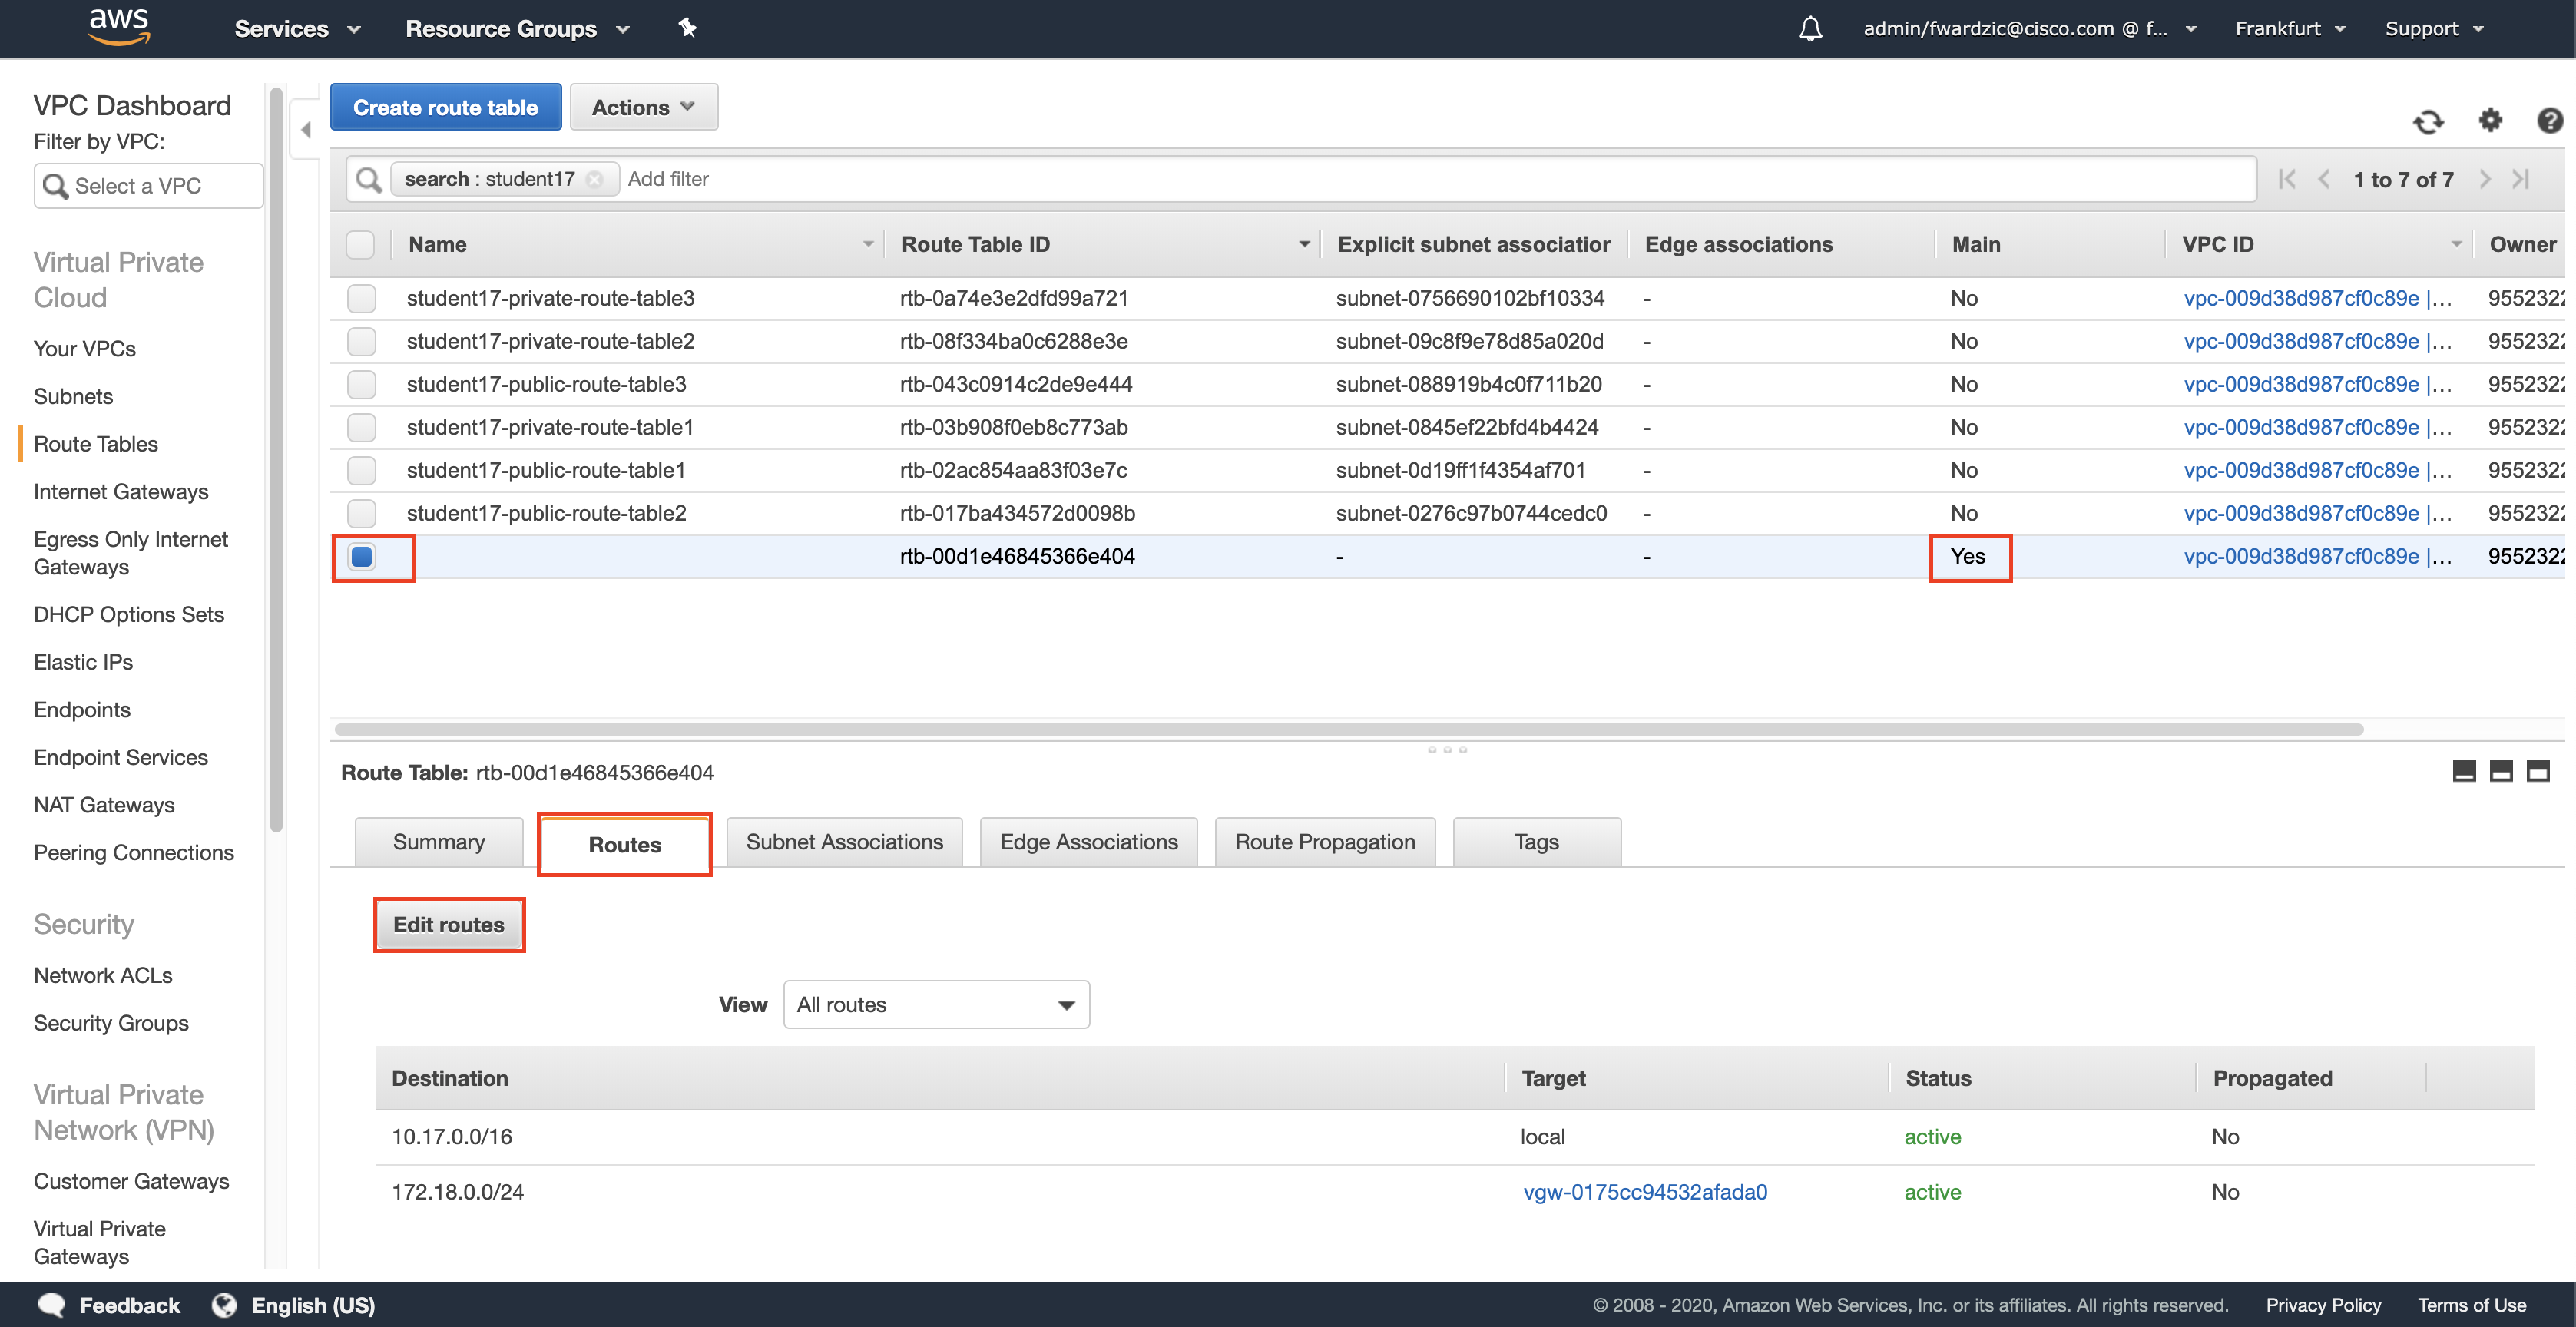 aws Services Resource Groups admin/fwardzic@cisco.com @ f... Frankfurt Support
VPC Dashboard
Filter by VPC:
Select a VPC
Virtual Private
Cloud
Your VPCs
Subnets
Route Tables
Internet Gateways
Egress Only Internet
Gateways
DHCP Options Sets
Elastic IPs
Endpoints
Endpoint Services
NAT Gateways
Peering Connections
Security
Network ACLs
Security Groups
Virtual Private
Network (VPN)
Customer Gateways
Virtual Private
Gateways
Create route table Actions
search : student17 Add filter 1 to 7 of 7
Name Route Table ID Explicit subnet association Edge associations Main VPC ID Owner
student17-private-route-table3 rtb-0a74e3e2dfd99a721 subnet-0756690102bf10334 - No vpc-009d38d987cf0c89e |... 9552322
student17-private-route-table2 rtb-08f334ba0c6288e3e subnet-09c8f9e78d85a020d - No vpc-009d38d987cf0c89e |... 9552322
student17-public-route-table3 rtb-043c0914c2de9e444 subnet-088919b4c0f711b20 - No vpc-009d38d987cf0c89e |... 9552322
student17-private-route-table1 rtb-03b908f0eb8c773ab subnet-0845ef22bfd4b4424 - No vpc-009d38d987cf0c89e |... 9552322
student17-public-route-table1 rtb-02ac854aa83f03e7c subnet-0d19ff1f4354af701 - No vpc-009d38d987cf0c89e |... 9552322
student17-public-route-table2 rtb-017ba434572d0098b subnet-0276c97b0744cedc0 - No vpc-009d38d987cf0c89e |... 9552322
rtb-00d1e46845366e404 - - Yes vpc-009d38d987cf0c89e |... 9552322
Route Table: rtb-00d1e46845366e404
Summary Routes Subnet Associations Edge Associations Route Propagation Tags
Edit routes
View All routes
Destination Target Status Propagated
10.17.0.0/16 local active No
172.18.0.0/24 vgw-0175cc94532afada0 active No
Feedback English (US) © 2008 - 2020, Amazon Web Services, Inc. or its affiliates. All rights reserved. Privacy Policy Terms of Use